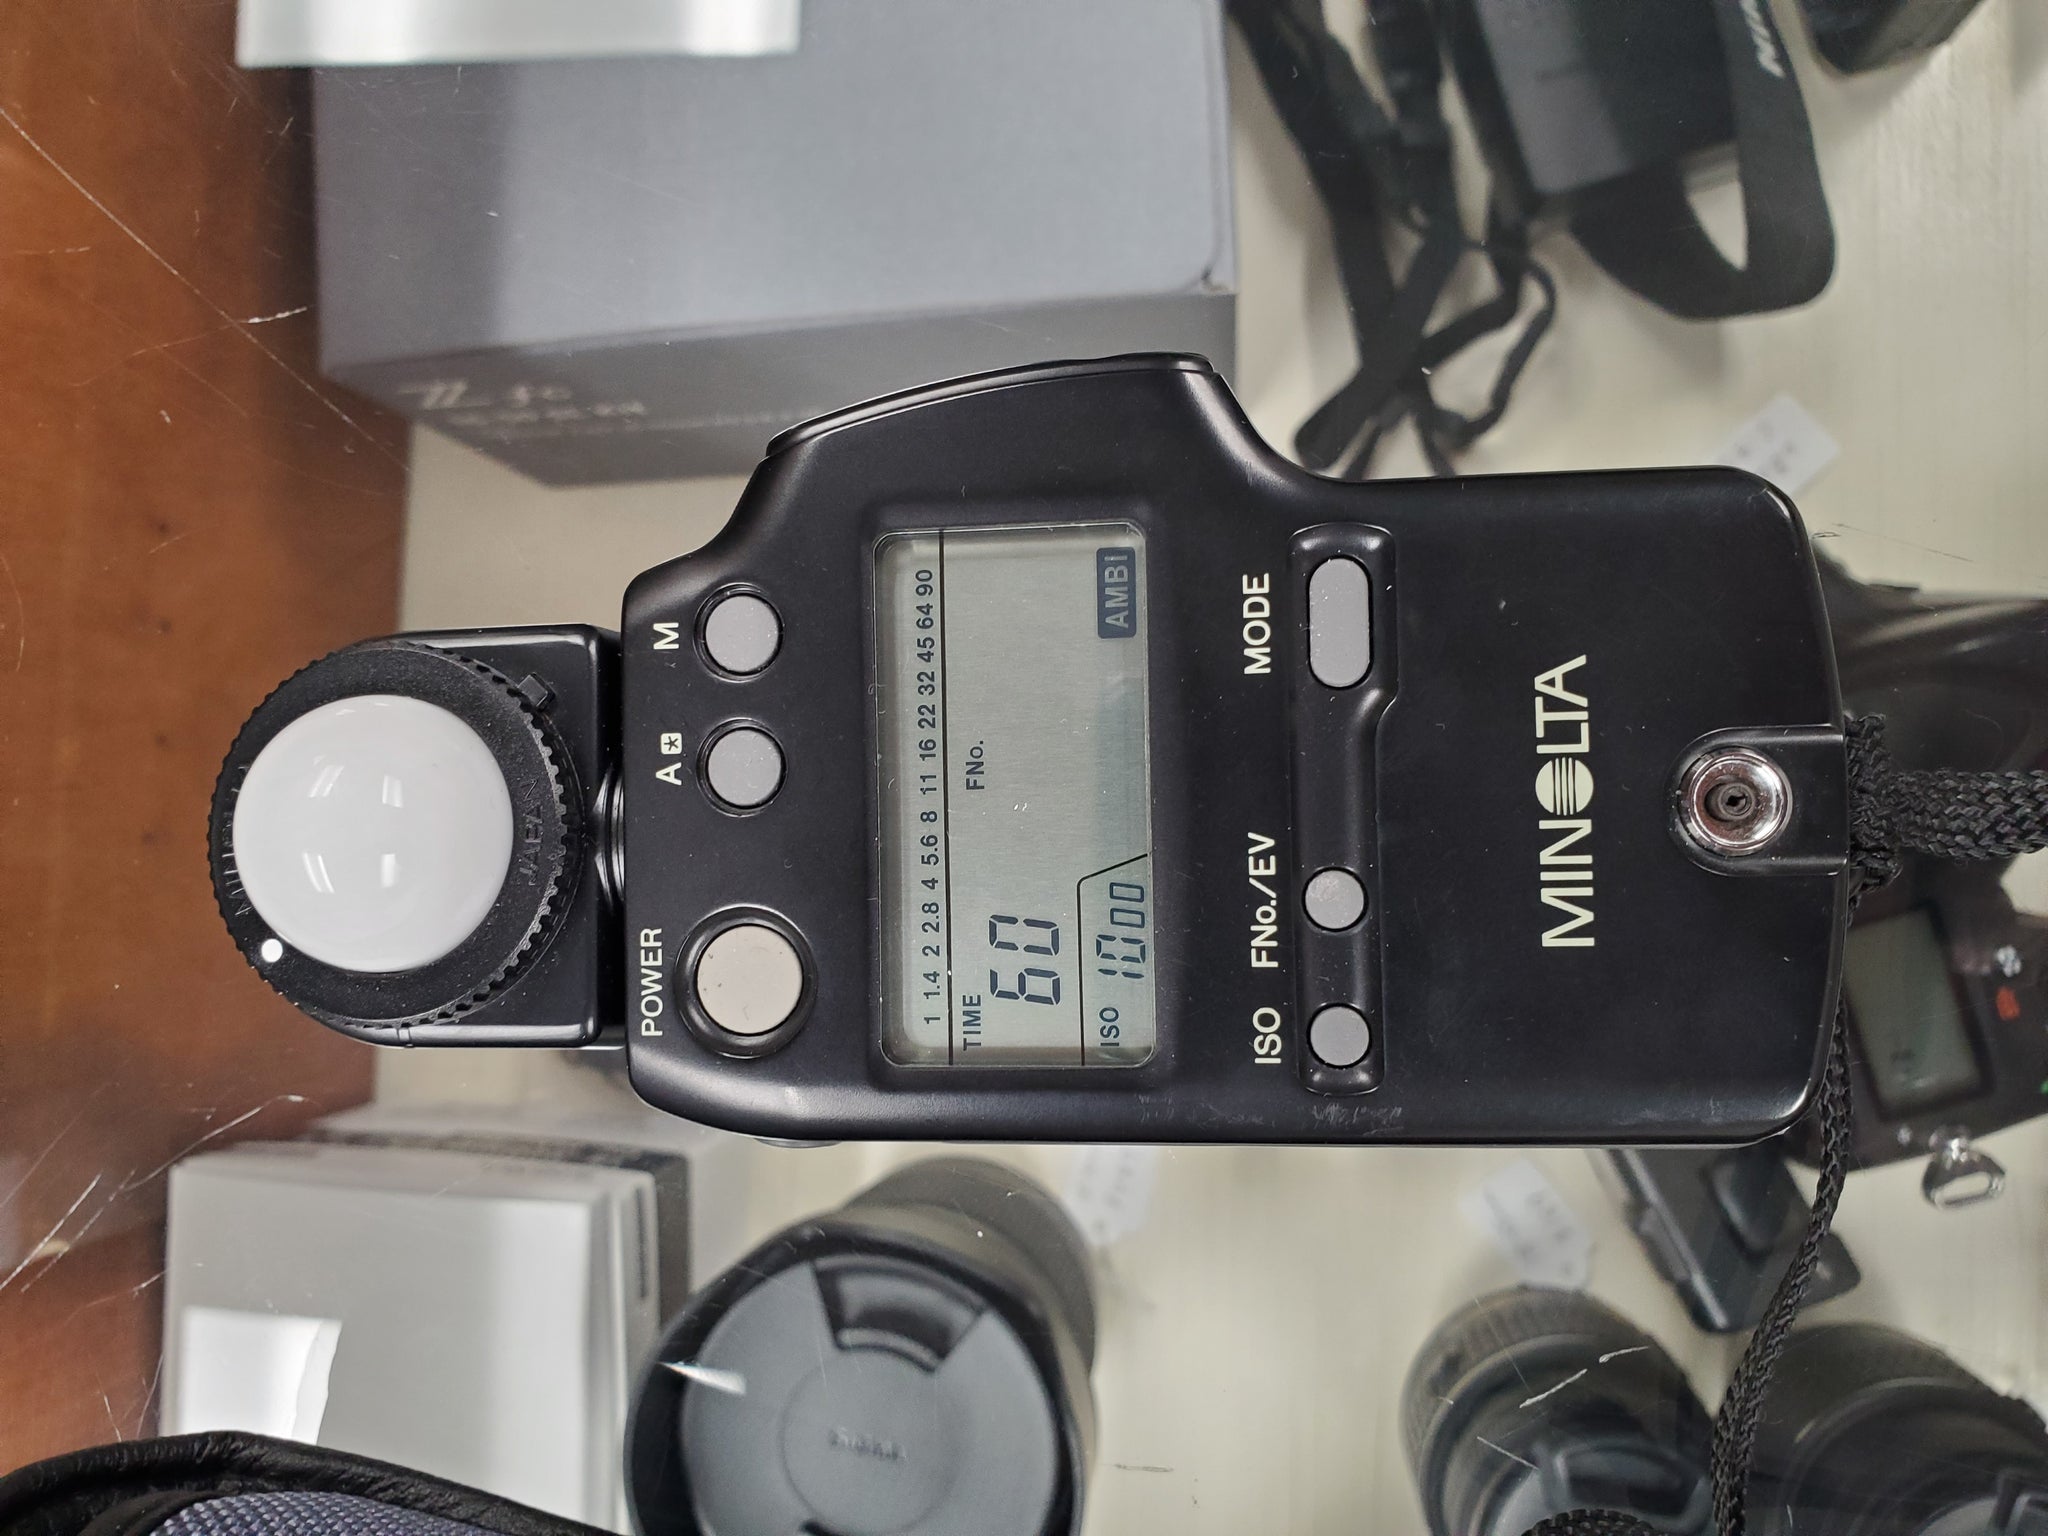 JAPAN
POWER A M
1 1.4 2 2.8 4 5.6 8 11 16 22 32 45 64 90
TIME FNo.
60
ISO 1000 AMBI
ISO FNo./EV MODE
MINOLTA